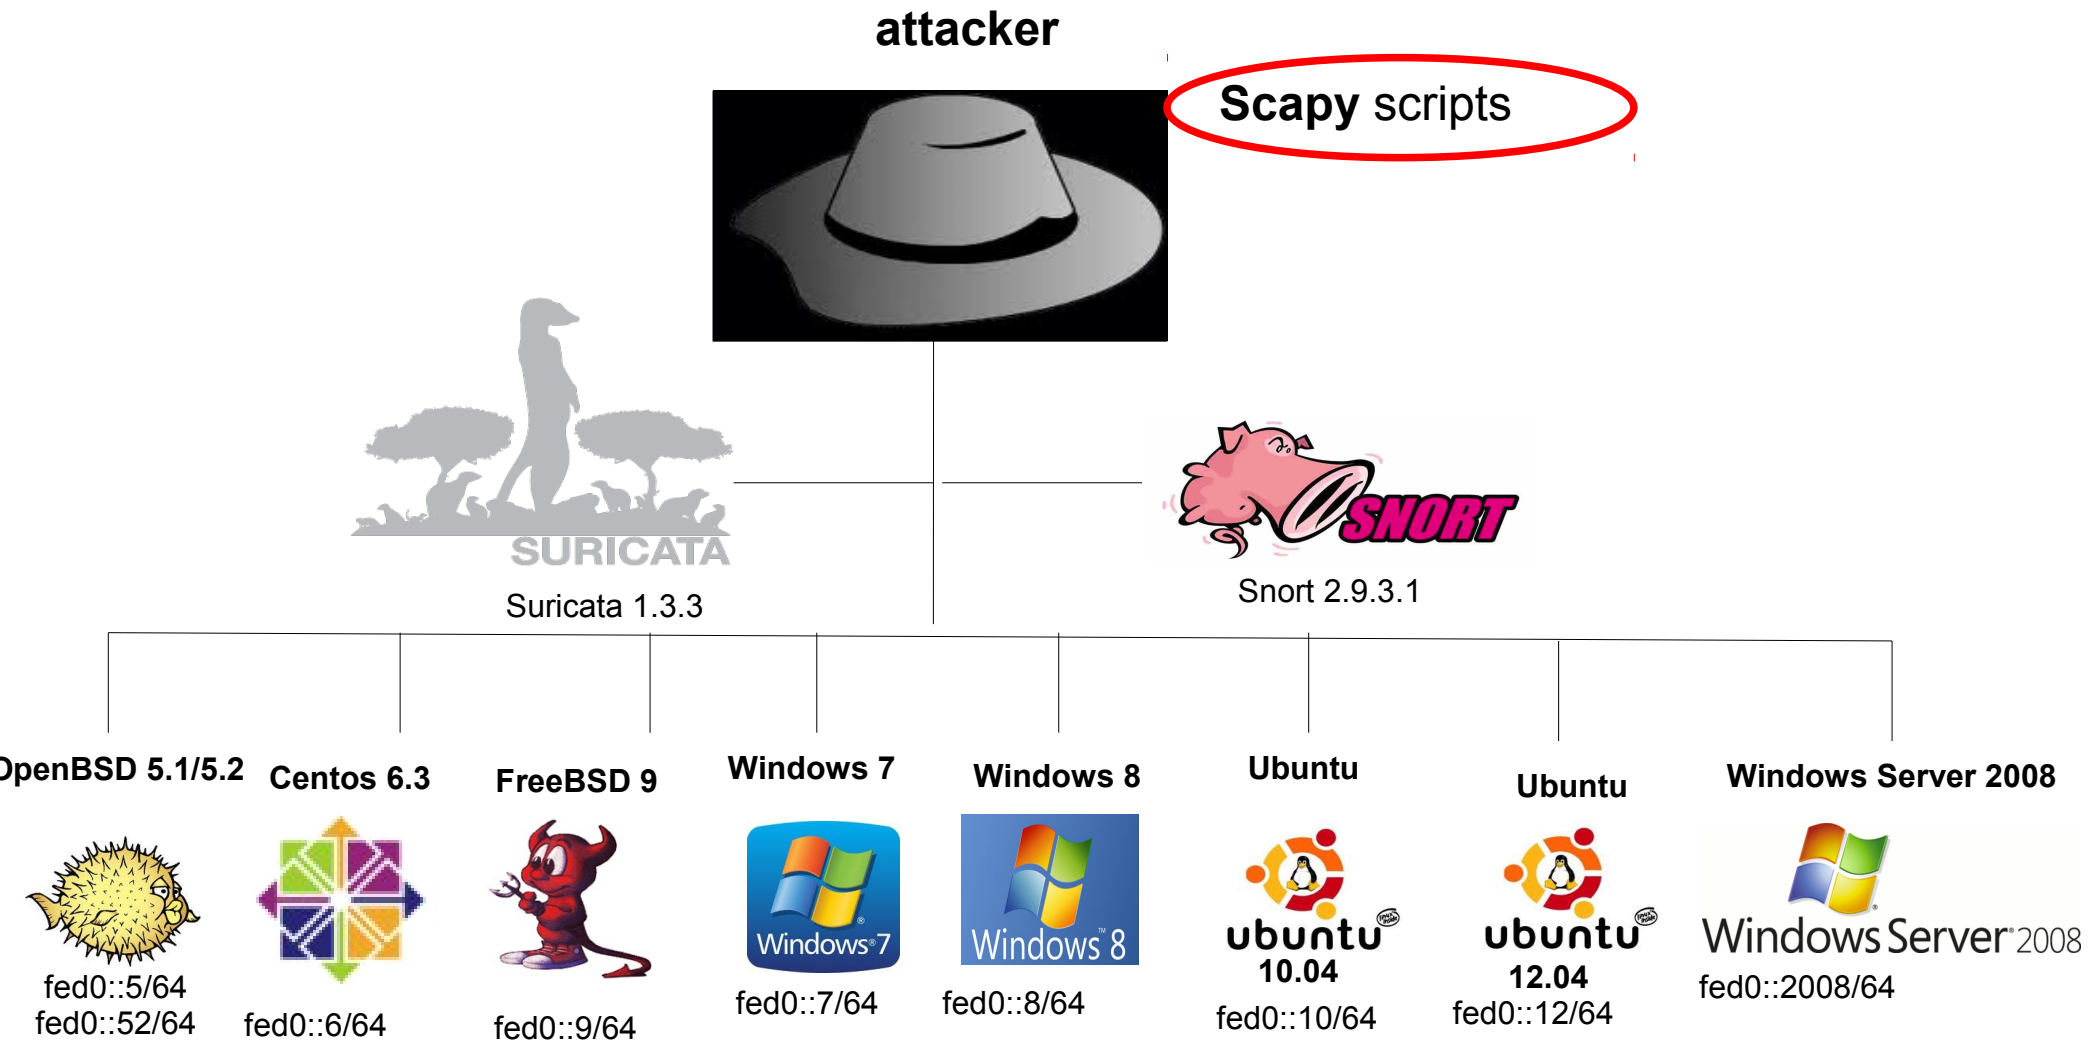 attacker
Scapy scripts
SURICATA
Suricata 1.3.3
SNORT
Snort 2.9.3.1
OpenBSD 5.1/5.2
Centos 6.3
FreeBSD 9
Windows 7
Windows 8
Ubuntu
Ubuntu
Windows Server 2008
Windows® 7
Windows™ 8
ubuntu
10.04
ubuntu
12.04
Windows Server® 2008
fed0::5/64
fed0::52/64
fed0::6/64
fed0::9/64
fed0::7/64
fed0::8/64
fed0::10/64
fed0::12/64
fed0::2008/64